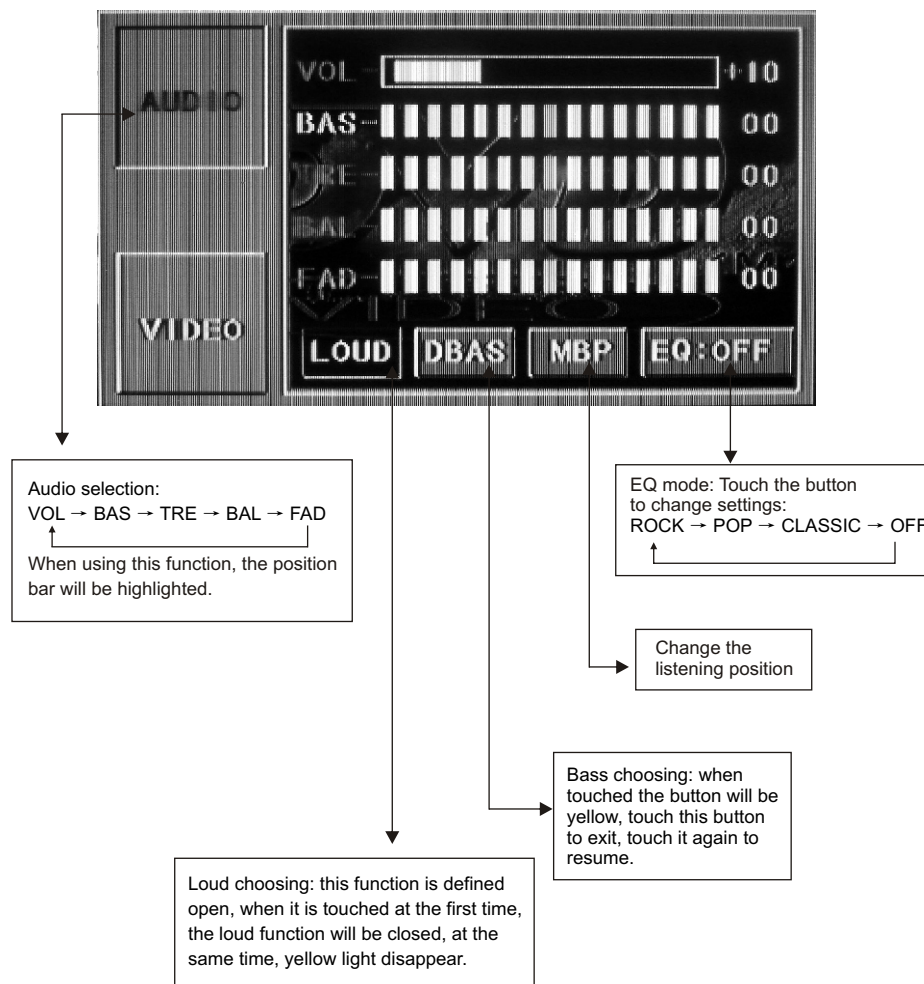 AUDIO
VIDEO
VOL +10
BAS 00
TRE 00
BAL 00
FAD 00
LOUD DBAS MBP EQ:OFF
Audio selection:
VOL → BAS → TRE → BAL → FAD
When using this function, the position
bar will be highlighted.
EQ mode: Touch the button
to change settings:
ROCK → POP → CLASSIC → OFF
Change the
listening position
Bass choosing: when
touched the button will be
yellow, touch this button
to exit, touch it again to
resume.
Loud choosing: this function is defined
open, when it is touched at the first time,
the loud function will be closed, at the
same time, yellow light disappear.